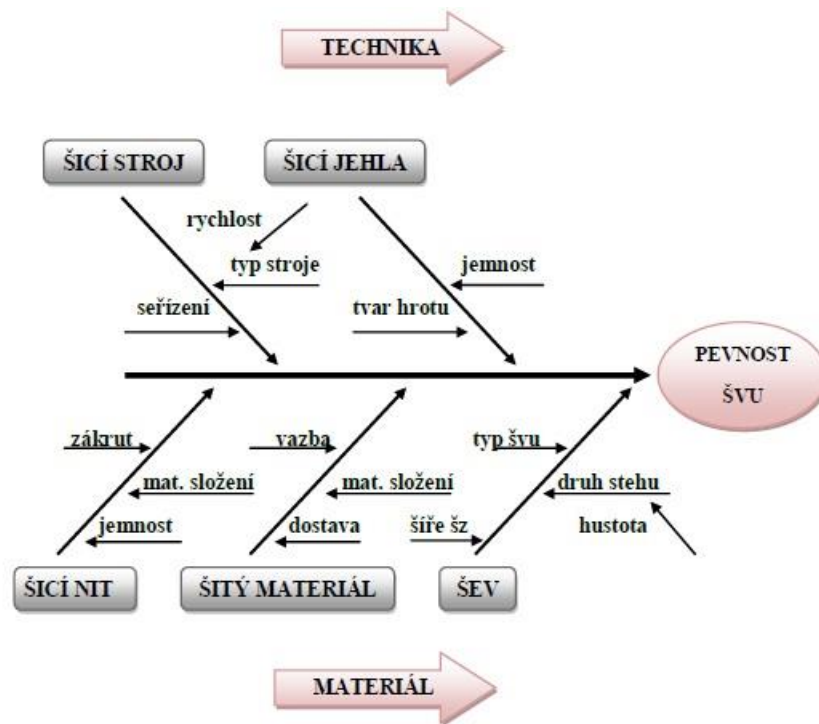 TECHNIKA
ŠICÍ STROJ
ŠICÍ JEHLA
rychlost
typ stroje
jemnost
seřízení
tvar hrotu
PEVNOST
ŠVU
zákrut
vazba
typ švu
mat. složení
mat. složení
druh stehu
jemnost
dostava
šíře šz
hustota
ŠICÍ NIT
ŠITÝ MATERIÁL
ŠEV
MATERIÁL